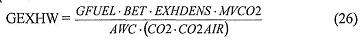 GEXHW = GFUEL·BET·EXHDENS·MVCO2 / AWC·(CO2·CO2AIR) (26)